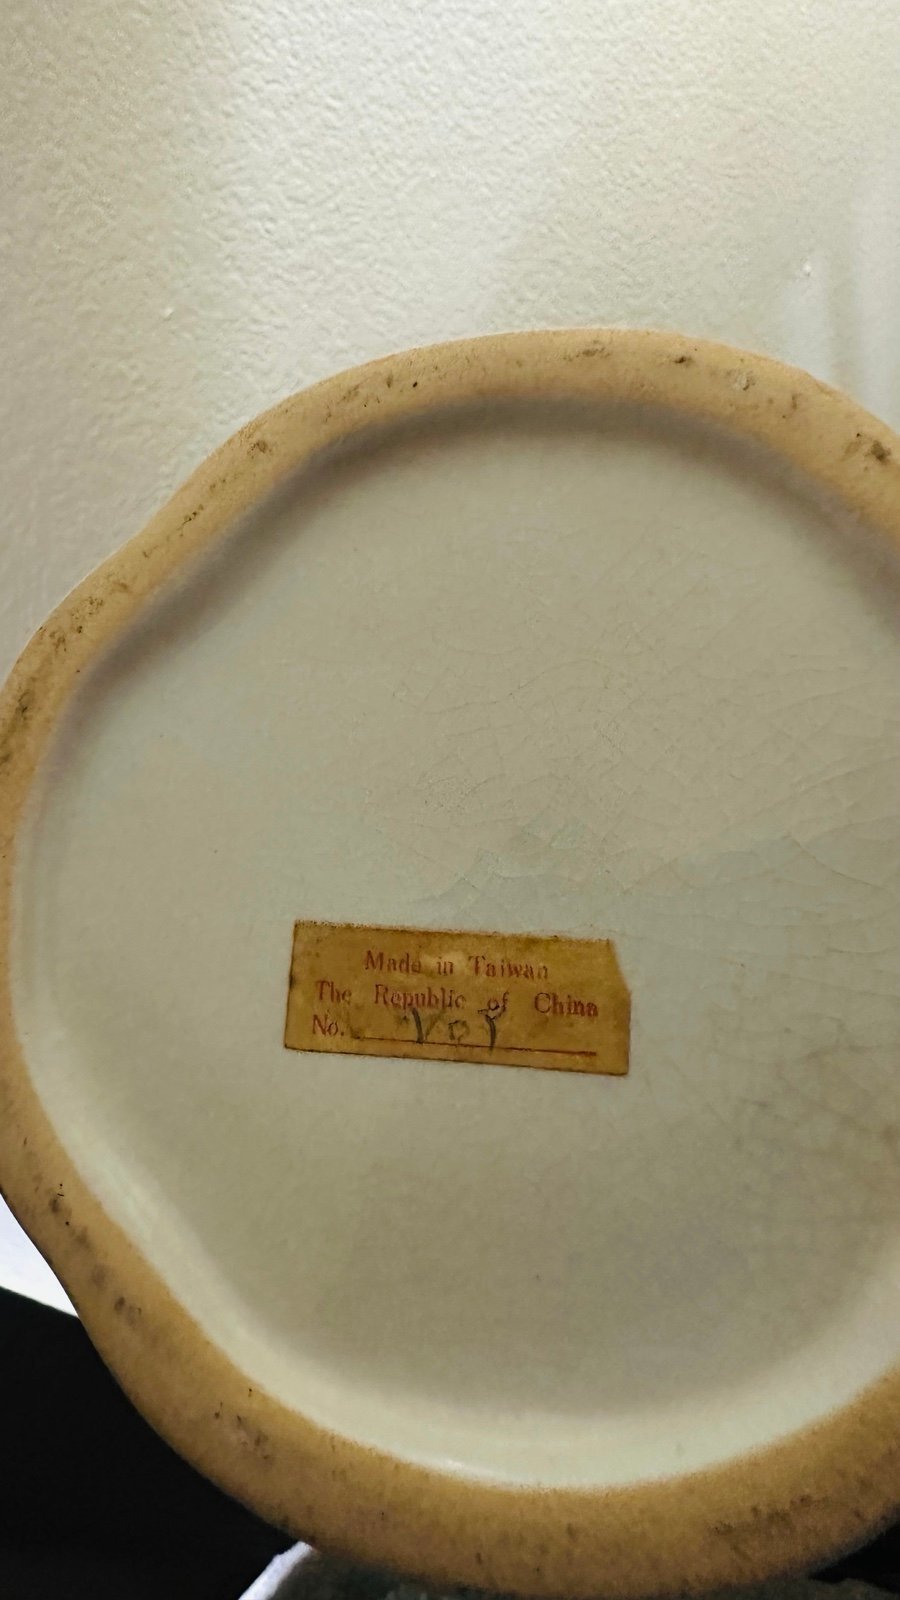 Made in Taiwan
The Republic of China
No.